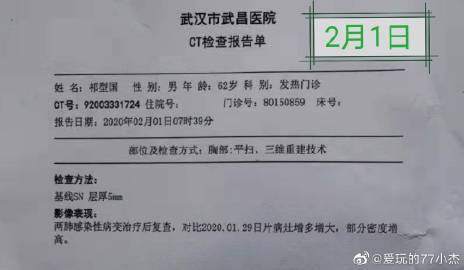 武汉市武昌医院
CT检查报告单
2月1日
姓 名: 祁型国 性 别: 男 年 龄: 62岁 科 别: 发热门诊
CT号: 92003331724 住院号: 门诊号: 80150859 床号:
报告日期: 2020年02月01日07时39分
部位及检查方式: 胸部:平扫、三维重建技术
检查方法:
基线SN 层厚5mm
影像表现:
两肺感染性病变治疗后复查，对比2020.01.29日片病灶增多增大，部分密度增
高。
@爱玩的77小杰